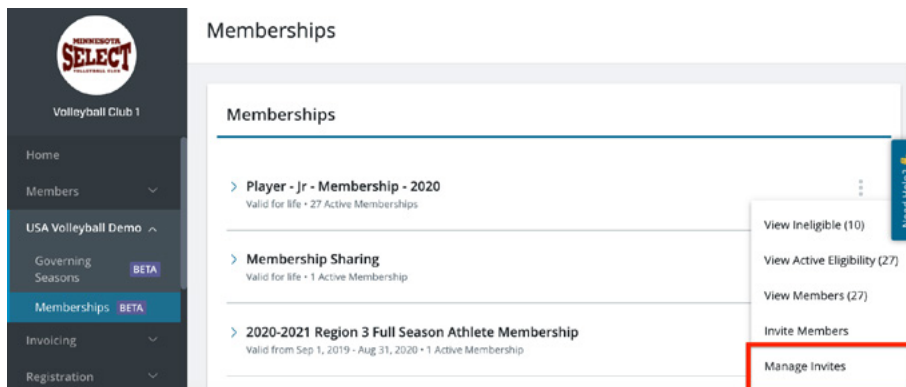 Memberships
MINNESOTA
SELECT
VOLLEYBALL CLUB
Volleyball Club 1
Home
Members
USA Volleyball Demo
Governing
Seasons
BETA
Memberships BETA
Invoicing
Registration
Memberships
Player - Jr - Membership - 2020
Valid for life • 27 Active Memberships
Membership Sharing
Valid for life • 1 Active Membership
2020-2021 Region 3 Full Season Athlete Membership
Valid from Sep 1, 2019 - Aug 31, 2020 • 1 Active Membership
View Ineligible (10)
View Active Eligibility (27)
View Members (27)
Invite Members
Manage Invites
Need Help?